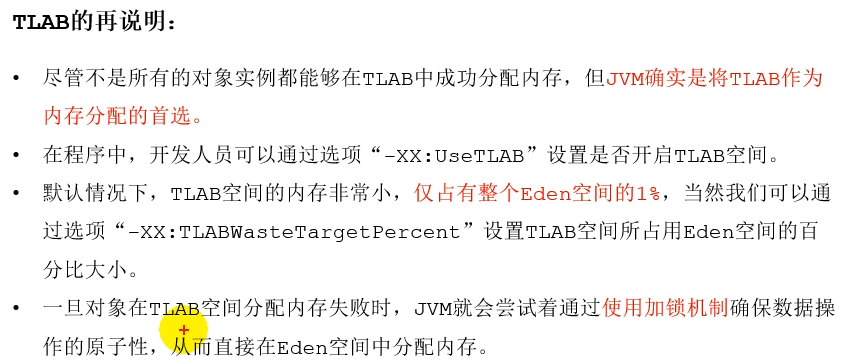 TLAB的再说明：
• 尽管不是所有的对象实例都能够在TLAB中成功分配内存，但JVM确实是将TLAB作为
内存分配的首选。
• 在程序中，开发人员可以通过选项“-XX:UseTLAB”设置是否开启TLAB空间。
• 默认情况下，TLAB空间的内存非常小，仅占有整个Eden空间的1%，当然我们可以通
过选项“-XX:TLABWasteTargetPercent”设置TLAB空间所占用Eden空间的百
分比大小。
• 一旦对象在TLAB空间分配内存失败时，JVM就会尝试着通过使用加锁机制确保数据操
作的原子性，从而直接在Eden空间中分配内存。